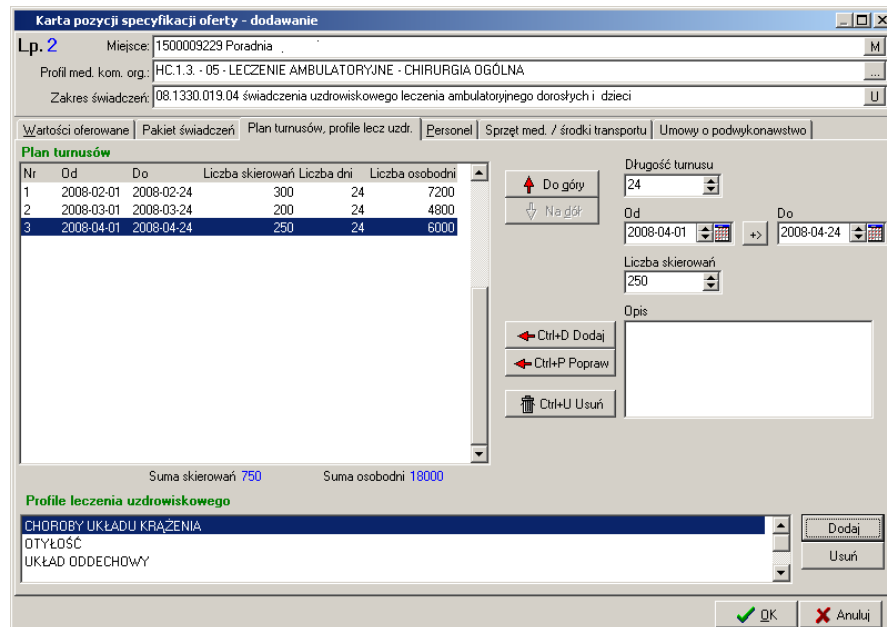 Karta pozycji specyfikacji oferty - dodawanie
Lp. 2 Miejsce: 1500009229 Poradnia M
Profil med. kom. org.: HC.1.3. - 05 - LECZENIE AMBULATORYJNE - CHIRURGIA OGÓLNA ...
Zakres świadczeń: 08.1330.019.04 świadczenia uzdrowiskowego leczenia ambulatoryjnego dorosłych i dzieci U
Wartości oferowane Pakiet świadczeń Plan turnusów, profile lecz uzdr. Personel Sprzęt med. / środki transportu Umowy o podwykonawstwo
Plan turnusów
Nr Od Do Liczba skierowań Liczba dni Liczba osobodni
1 2008-02-01 2008-02-24 300 24 7200
2 2008-03-01 2008-03-24 200 24 4800
3 2008-04-01 2008-04-24 250 24 6000
Do góry
Na dół
Długość turnusu
24
Od Do
2008-04-01 +> 2008-04-24
Liczba skierowań
250
Opis
Ctrl+D Dodaj
Ctrl+P Popraw
Ctrl+U Usuń
Suma skierowań 750 Suma osobodni 18000
Profile leczenia uzdrowiskowego
CHOROBY UKŁADU KRĄŻENIA
OTYŁOŚĆ
UKŁAD ODDECHOWY
Dodaj
Usuń
OK Anuluj